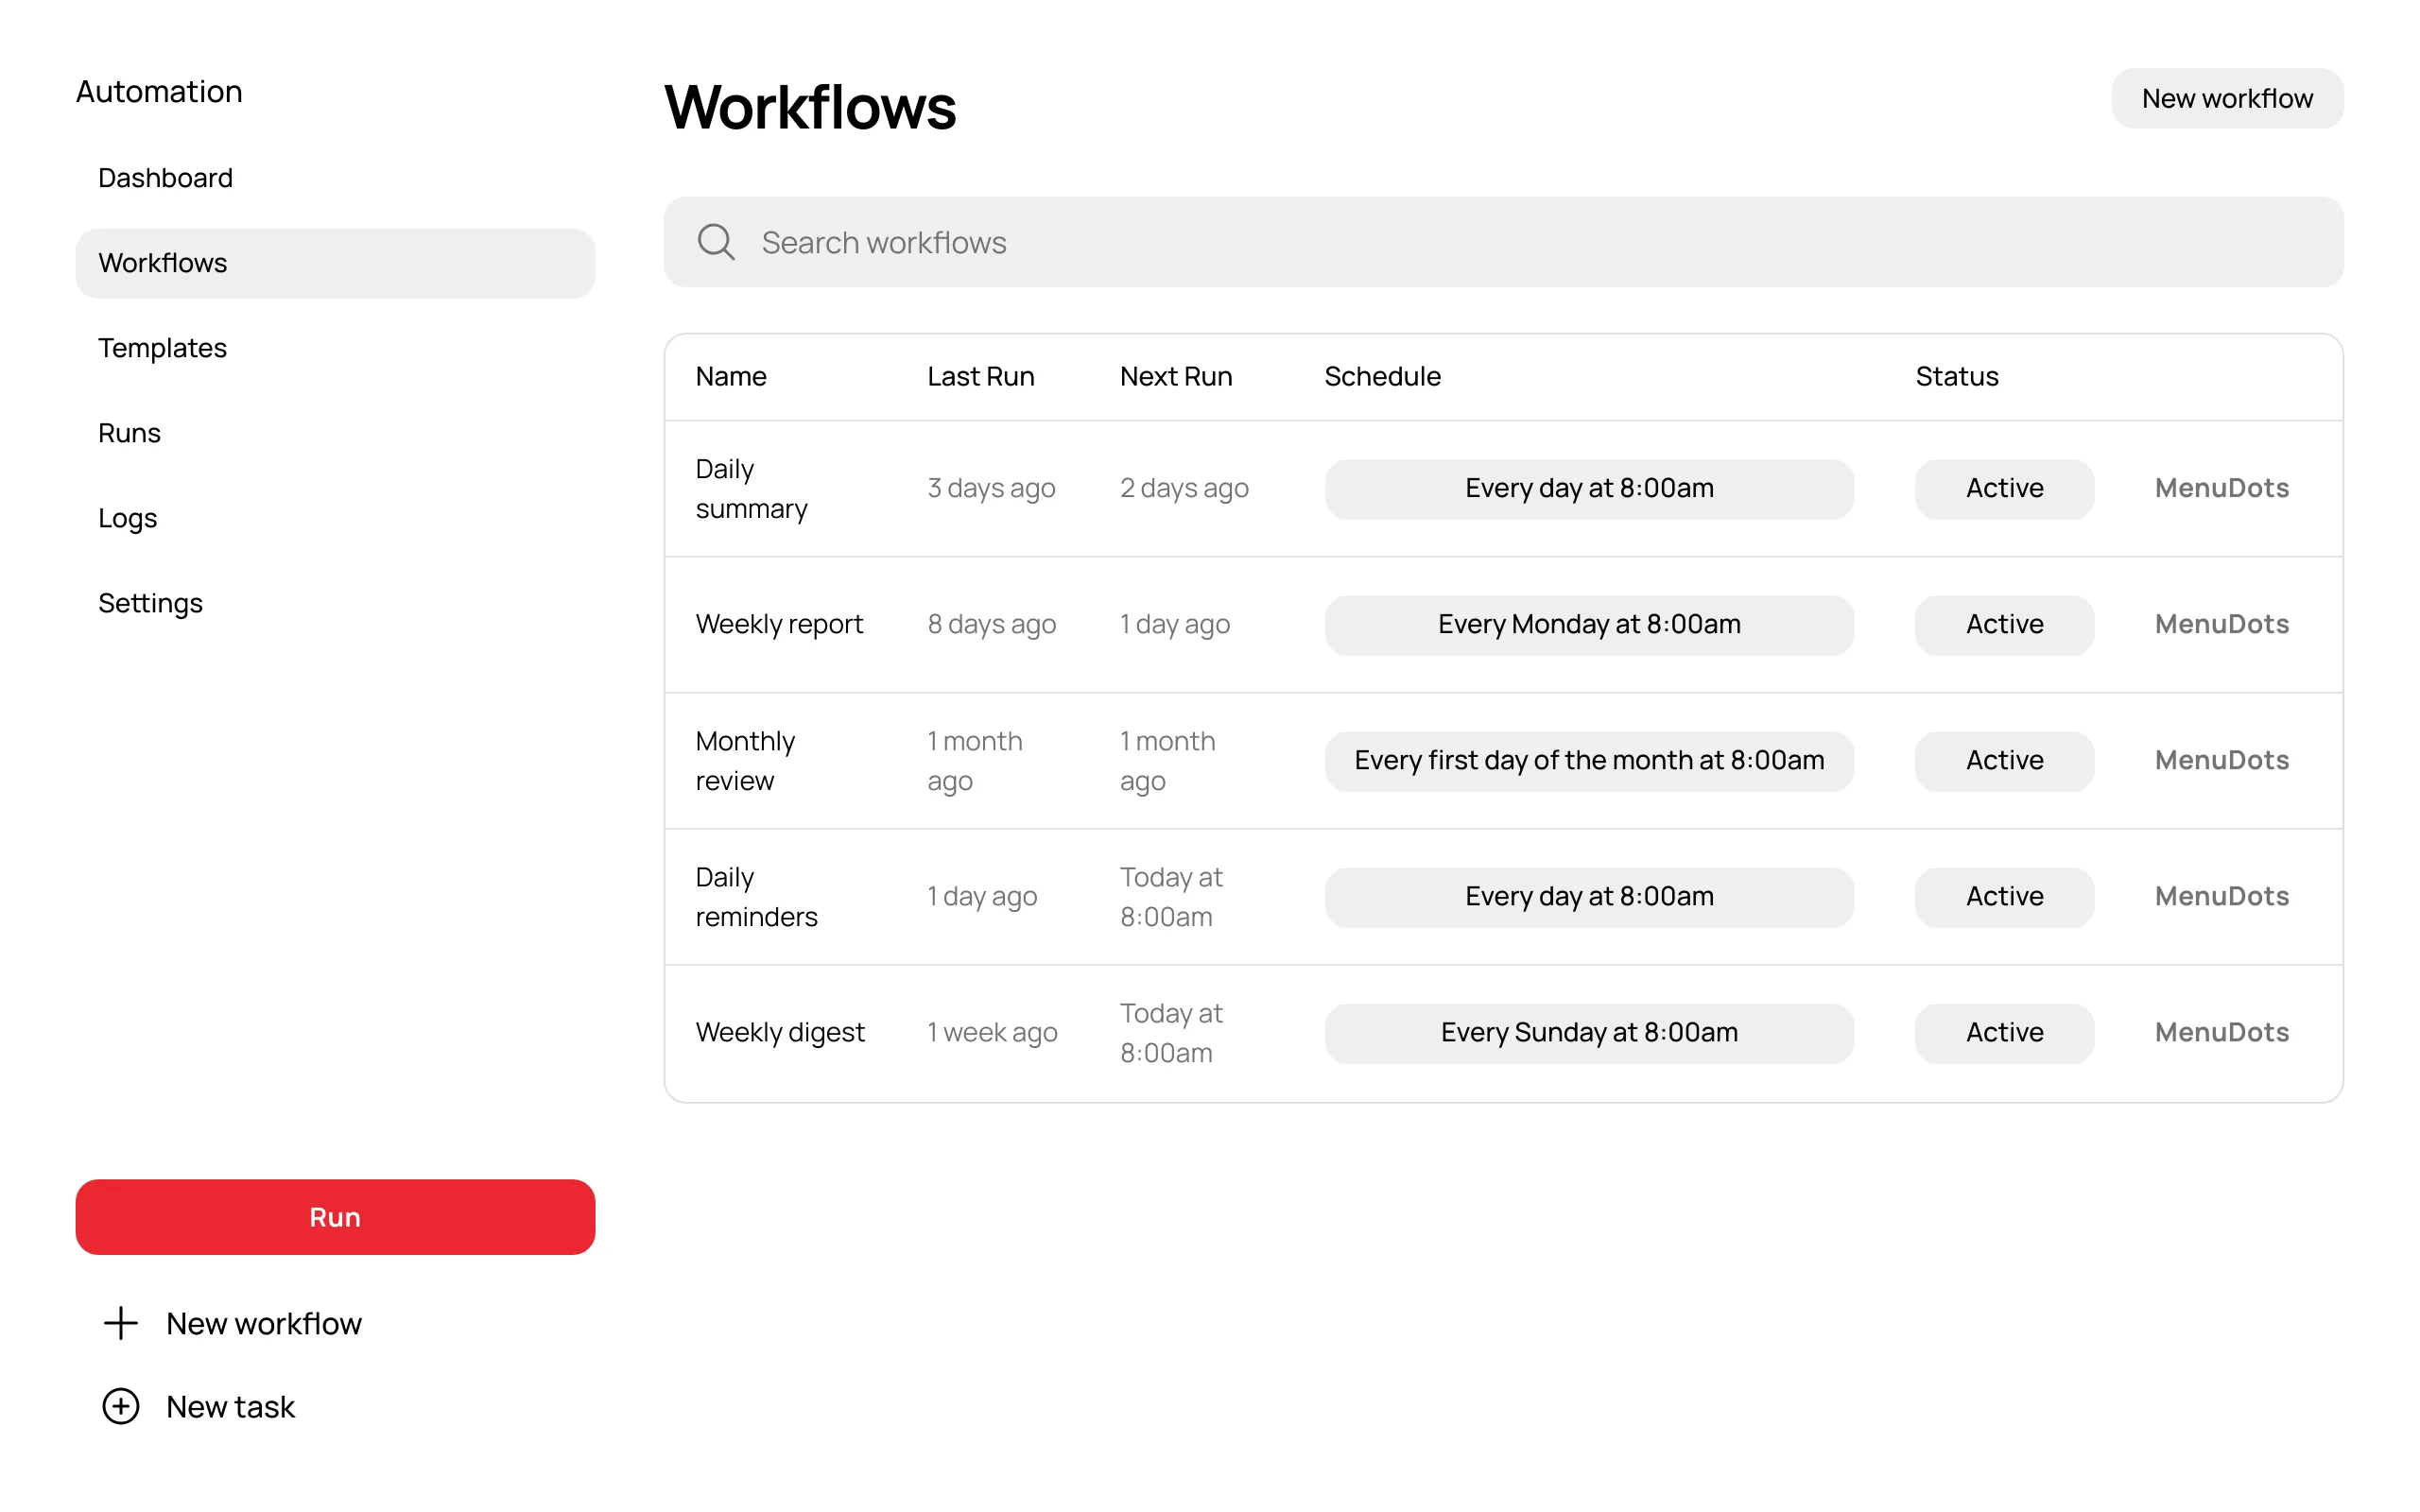 Automation
Dashboard
Workflows
Templates
Runs
Logs
Settings
Run
New workflow
New task
Workflows
New workflow
Search workflows
Name Last Run Next Run Schedule Status
Daily
summary
3 days ago
2 days ago
Every day at 8:00am
Active
MenuDots
Weekly report
8 days ago
1 day ago
Every Monday at 8:00am
Active
MenuDots
Monthly
review
1 month
ago
1 month
ago
Every first day of the month at 8:00am
Active
MenuDots
Daily
reminders
1 day ago
Today at
8:00am
Every day at 8:00am
Active
MenuDots
Weekly digest
1 week ago
Today at
8:00am
Every Sunday at 8:00am
Active
MenuDots